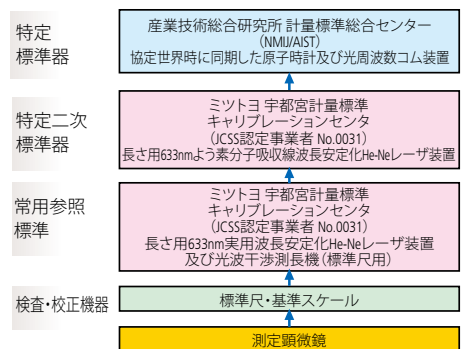 特定
標準器
産業技術総合研究所 計量標準総合センター
(NMIJ/AIST)
協定世界時に同期した原子時計及び光周波数コム装置
特定二次
標準器
ミツトヨ 宇都宮計量標準
キャリブレーションセンタ
(JCSS認定事業者 No.0031)
長さ用633nmよう素分子吸収線波長安定化He-Neレーザ装置
常用参照
標準
ミツトヨ 宇都宮計量標準
キャリブレーションセンタ
(JCSS認定事業者 No.0031)
長さ用633nm実用波長安定化He-Neレーザ装置
及び光波干渉測長機(標準尺用)
検査・校正機器
標準尺・基準スケール
測定顕微鏡